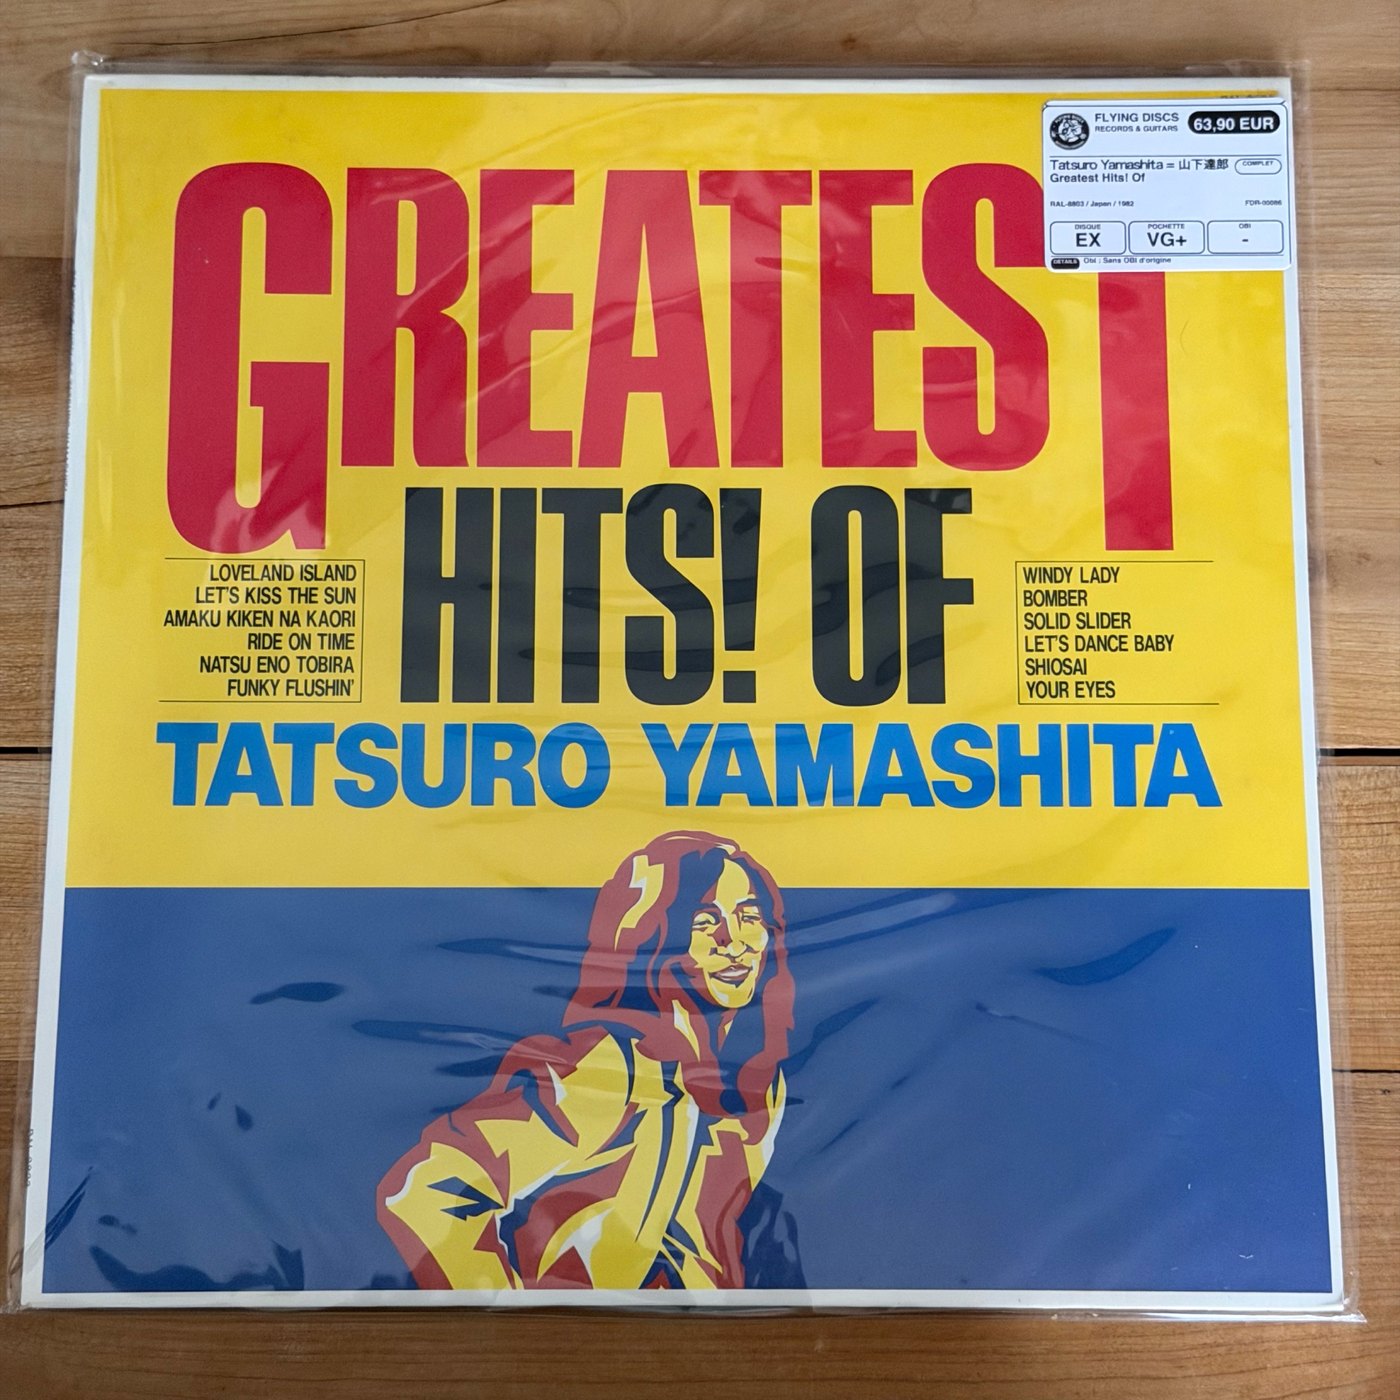 FLYING DISCS
RECORDS & GUITARS
63,90 EUR
Tatsuro Yamashita = 山下達郎
COMPLET
Greatest Hits! Of
RAL-8803 / Japan / 1982
FDR-00086
DISQUE
EX
POCHETTE
VG+
OBI
-
DETAILS Obi : Sans OBI d'origine
GREATEST
HITS! OF
LOVELAND ISLAND
LET'S KISS THE SUN
AMAKU KIKEN NA KAORI
RIDE ON TIME
NATSU ENO TOBIRA
FUNKY FLUSHIN'
WINDY LADY
BOMBER
SOLID SLIDER
LET'S DANCE BABY
SHIOSAI
YOUR EYES
TATSURO YAMASHITA